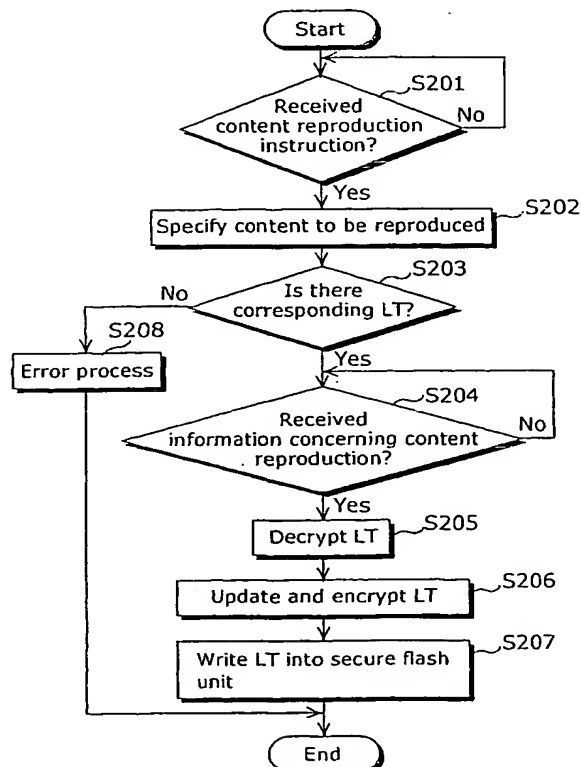 Start
S201
Received
content reproduction
instruction?
No
Yes
S202
Specify content to be reproduced
S203
No
Is there
corresponding LT?
S208
Error process
Yes
S204
Received
information concerning content
reproduction?
No
Yes
S205
Decrypt LT
S206
Update and encrypt LT
S207
Write LT into secure flash
unit
End